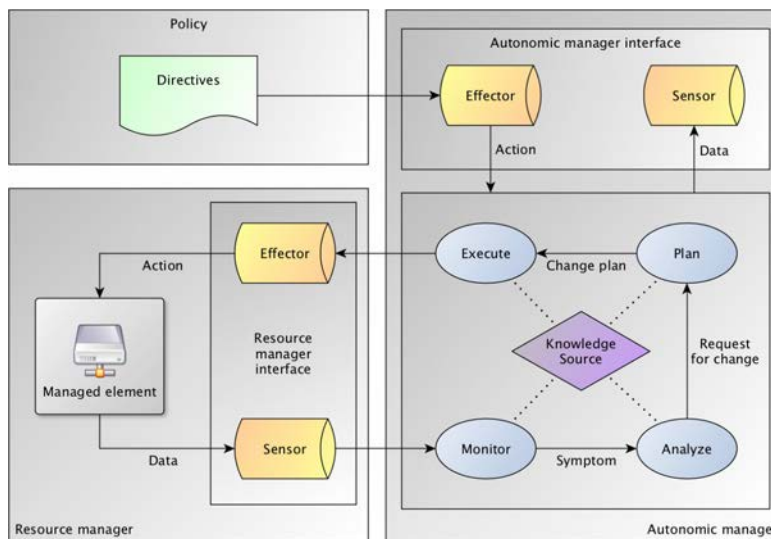 Policy
Directives
Autonomic manager interface
Effector
Sensor
Action
Data
Effector
Action
Resource
manager
interface
Managed element
Data
Sensor
Resource manager
Execute
Change plan
Plan
Knowledge
Source
Request
for change
Monitor
Symptom
Analyze
Autonomic manage